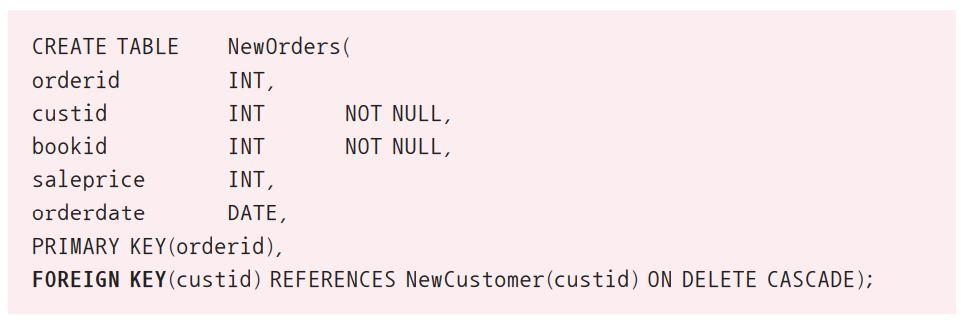 CREATE TABLE NewOrders(
orderid INT,
custid INT NOT NULL,
bookid INT NOT NULL,
saleprice INT,
orderdate DATE,
PRIMARY KEY(orderid),
FOREIGN KEY(custid) REFERENCES NewCustomer(custid) ON DELETE CASCADE);